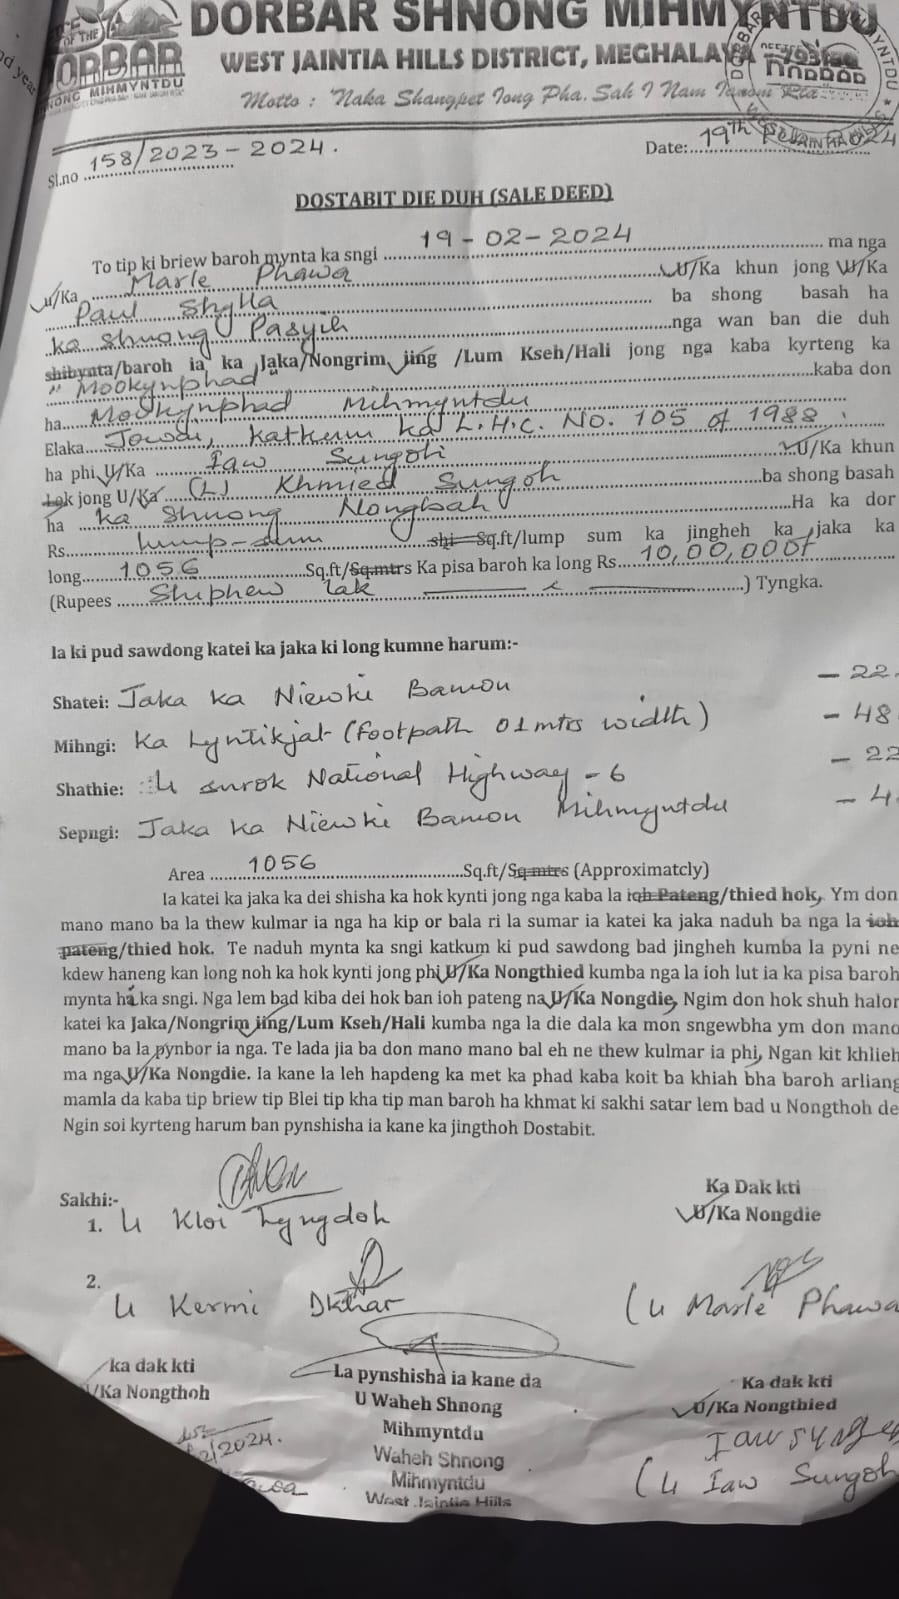 OF THE
DORBAR
MIHMYNTDU
DORBAR SHNONG MIHMYNTDU
WEST JAINTIA HILLS DISTRICT, MEGHALAYA - 793
Motto : 'Naka Shangpet Iong Pha, Sah I Nam
Sl.no 158/2023-2024.
Date: 19th
DOSTABIT DIE DUH (SALE DEED)
To tip ki briew baroh mynta ka sngi 19-02-2024 ma nga
U/Ka Marle Phawa U/Ka khun jong U/Ka
Paul Shylla ba shong basah ha
ka Shnong Pasyih nga wan ban die duh
shibynta/baroh ia ka Jaka/Nongrim jing /Lum Kseh/Hali jong nga kaba kyrteng ka
"Mookynphad" kaba don
ha Mookynphad Mihmyntdu
Elaka Jowai, katkum ka L.H.C. No. 105 of 1988.
ha phi U/Ka Iaw Sungoh U/Ka khun
Lok jong U/Ka (L) Khmied Sungoh ba shong basah
ha ka Shnong Nongbah Ha ka dor
Rs. lump-sum shi Sq.ft/lump sum ka jingheh ka jaka ka
long 1056 Sq.ft/Sq.mtrs Ka pisa baroh ka long Rs. 10,00,000/-
(Rupees Shiphew lak ) Tyngka.
Ia ki pud sawdong katei ka jaka ki long kumne harum:-
Shatei: Jaka ka Niewki Bamon - 22
Mihngi: Ka Lyntikjat (Footpath 01 mtrs width) - 48
Shathie: U surok National Highway - 6 - 22
Sepngi: Jaka ka Niewki Bamon Mihmyntdu - 4
Area 1056 Sq.ft/Sq.mtrs (Approximatcly)
Ia katei ka jaka ka dei shisha ka hok kynti jong nga kaba la ioh Pateng/thied hok, Ym don
mano mano ba la thew kulmar ia nga ha kip or bala ri la sumar ia katei ka jaka naduh ba nga la ioh
pateng/thied hok. Te naduh mynta ka sngi katkum ki pud sawdong bad jingheh kumba la pyni ne
kdew haneng kan long noh ka hok kynti jong phi U/Ka Nongthied kumba nga la ioh lut ia ka pisa baroh
mynta ha ka sngi. Nga lem bad kiba dei hok ban ioh pateng na U/Ka Nongdie, Ngim don hok shuh halor
katei ka Jaka/Nongrim jing/Lum Kseh/Hali kumba nga la die dala ka mon sngewbha ym don mano
mano ba la pynbor ia nga. Te lada jia ba don mano mano bal eh ne thew kulmar ia phi, Ngan kit khlieh
ma nga U/Ka Nongdie. Ia kane la leh hapdeng ka met ka phad kaba koit ba khiah bha baroh arliang
mamla da kaba tip briew tip Blei tip kha tip man baroh ha khmat ki sakhi satar lem bad u Nongthoh de
Ngin soi kyrteng harum ban pynshisha ia kane ka jingthoh Dostabit.
Sakhi:-
1. U Kloi Lyngdoh
Ka Dak kti
U/Ka Nongdie
2. U Kermi Dkhar
(U Marle Phawa
ka dak kti
/Ka Nongthoh
La pynshisha ia kane da
U Waheh Shnong
Mihmyntdu
Waheh Shnong
Mihmyntdu
West Jaintia Hills
Ka dak kti
U/Ka Nongthied
2/2024.
(U Iaw Sungoh